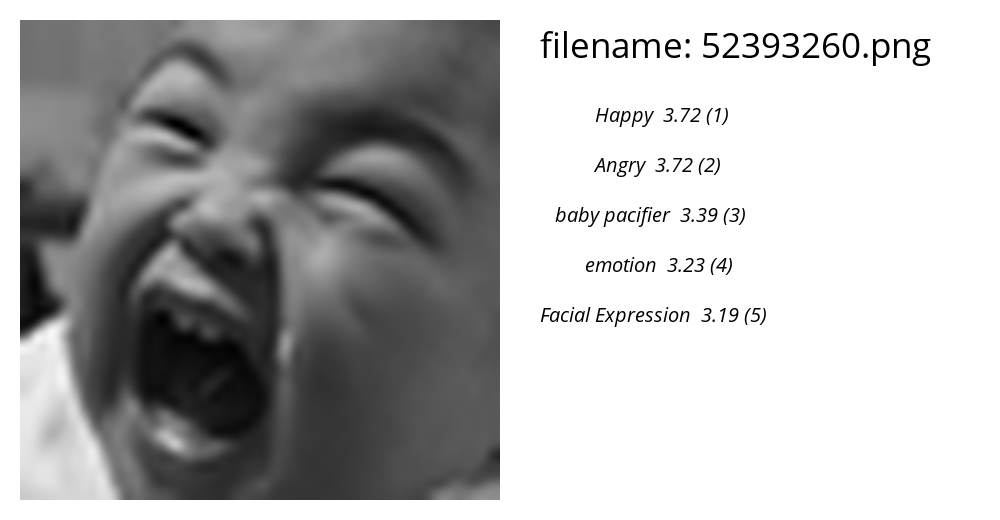 filename: 52393260.png
Happy 3.72 (1)
Angry 3.72 (2)
baby pacifier 3.39 (3)
emotion 3.23 (4)
Facial Expression 3.19 (5)